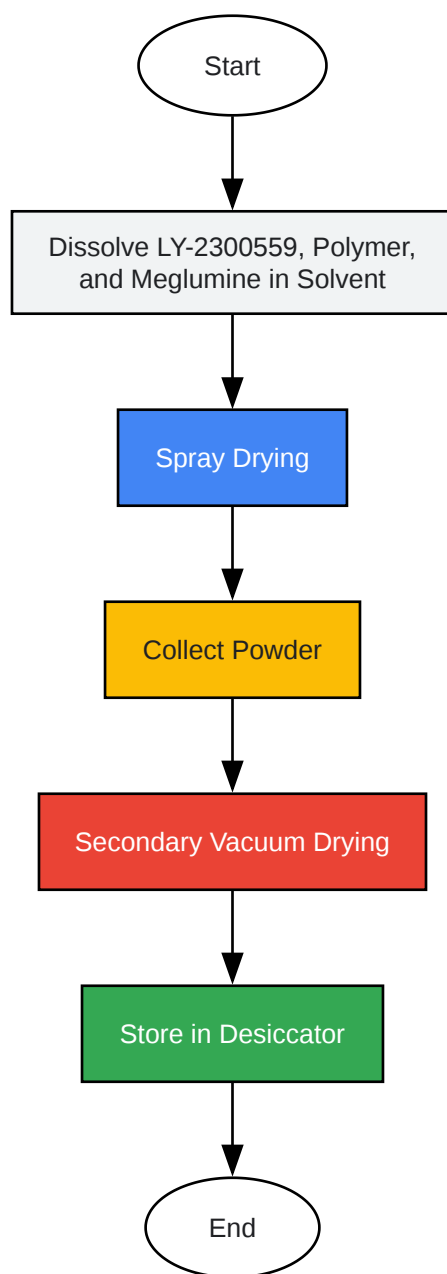 Start
Dissolve LY-2300559, Polymer,
and Meglumine in Solvent
Spray Drying
Collect Powder
Secondary Vacuum Drying
Store in Desiccator
End